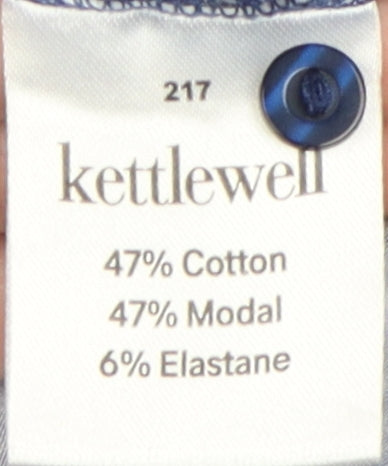 217
kettlewell
47% Cotton
47% Modal
6% Elastane